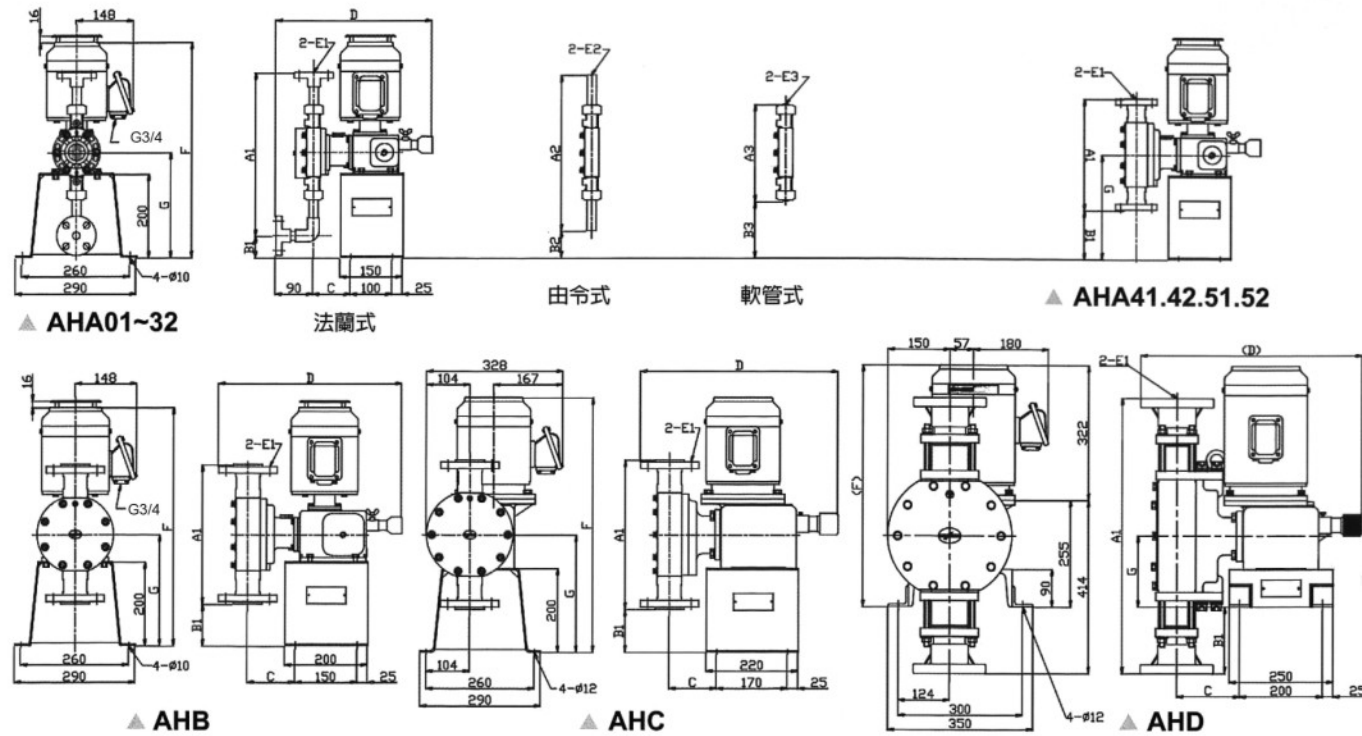 16
148
G3/4
F
G
200
260
290
4-ø10
▲ AHA01~32
D
2-E1
A1
B1
150
90
C
100
25
法蘭式
2-E2
A2
B2
由令式
2-E3
A3
B3
軟管式
2-E1
A1
G
B1
▲ AHA41.42.51.52
16
148
G3/4
F
G
200
260
290
4-ø10
D
2-E1
A1
B1
200
C
150
25
▲ AHB
328
104
167
F
G
200
104
260
290
4-ø12
D
2-E1
A1
B1
220
C
170
25
▲ AHC
150
57
180
(F)
322
255
414
90
124
300
350
4-ø12
(D)
2-E1
A1
G
B1
250
C
200
25
▲ AHD